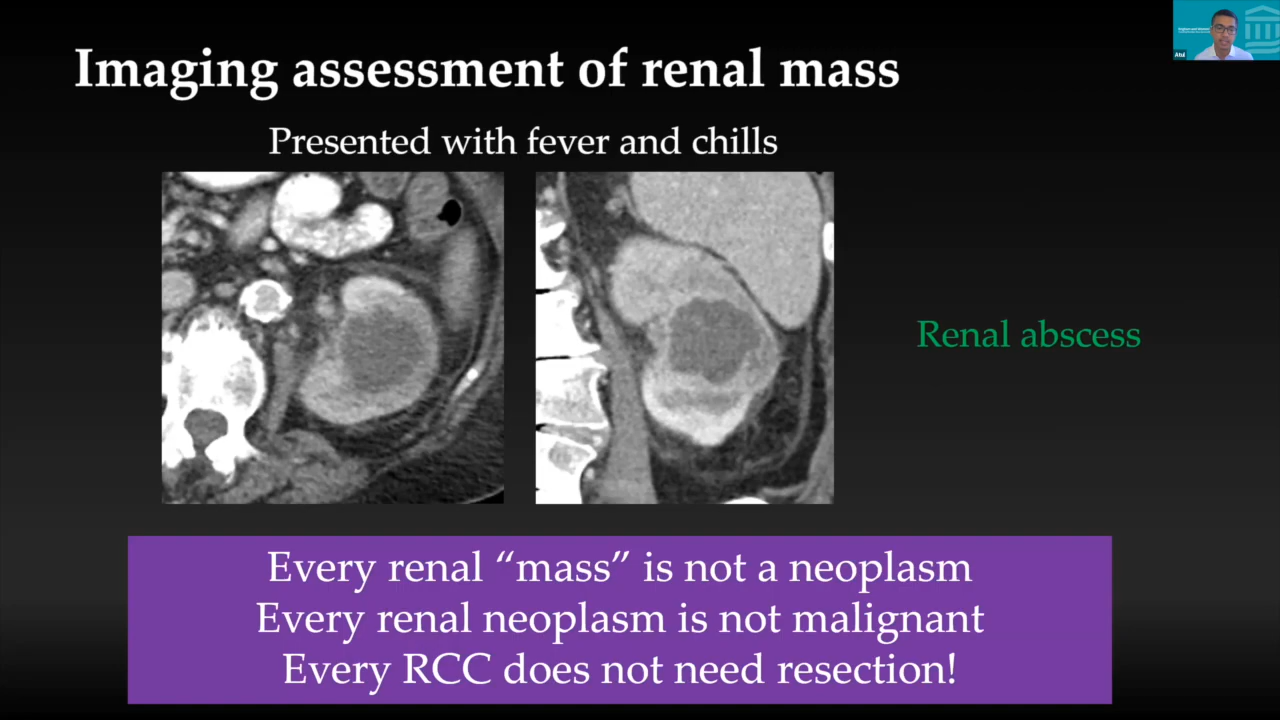 Imaging assessment of renal mass
Presented with fever and chills
Renal abscess
Every renal “mass” is not a neoplasm
Every renal neoplasm is not malignant
Every RCC does not need resection!
Atul